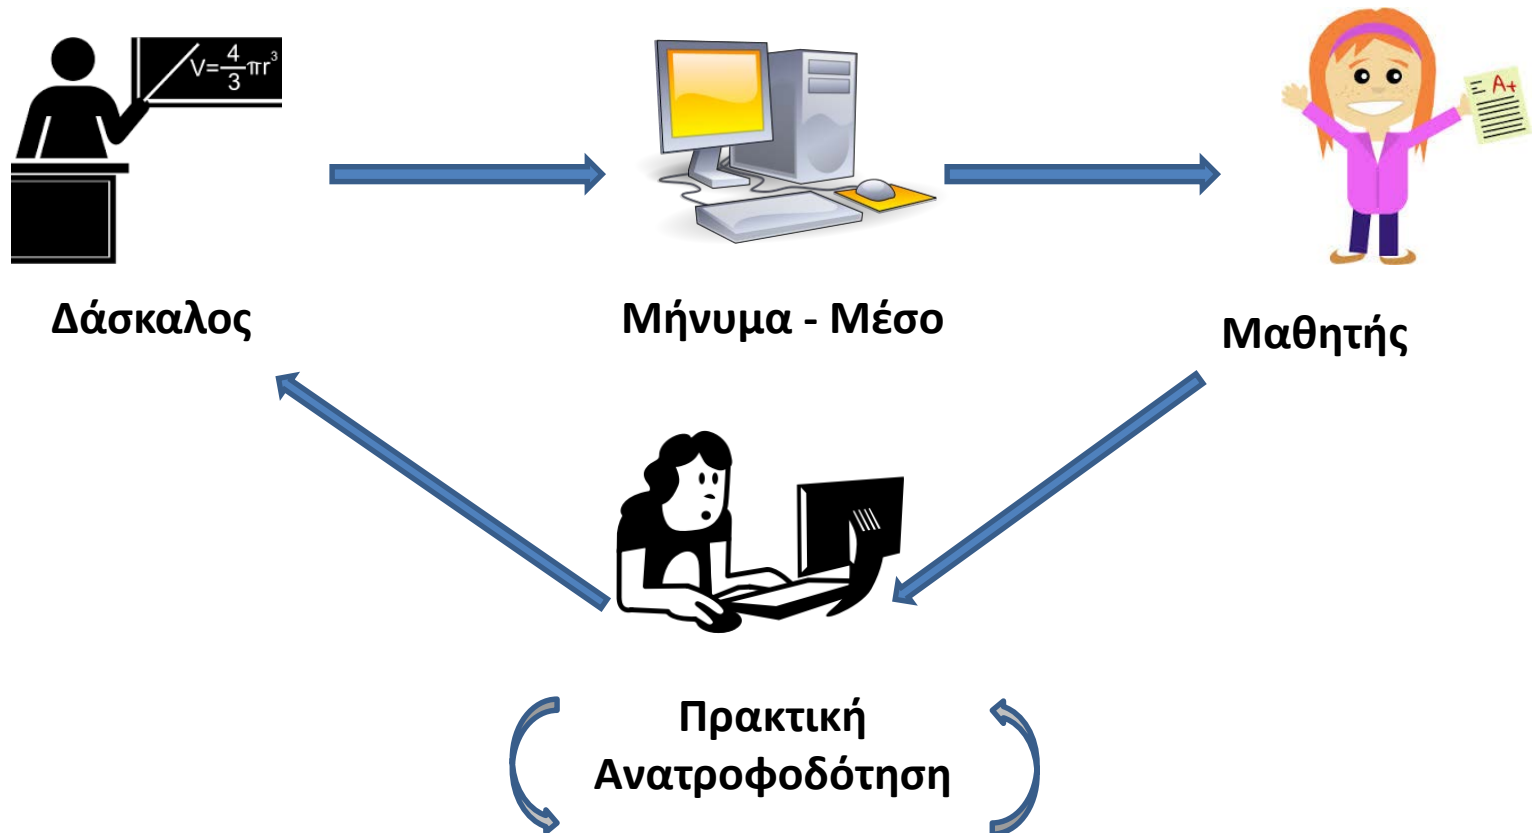 V=4/3πr³
A+
Δάσκαλος
Μήνυμα - Μέσο
Μαθητής
Πρακτική
Ανατροφοδότηση